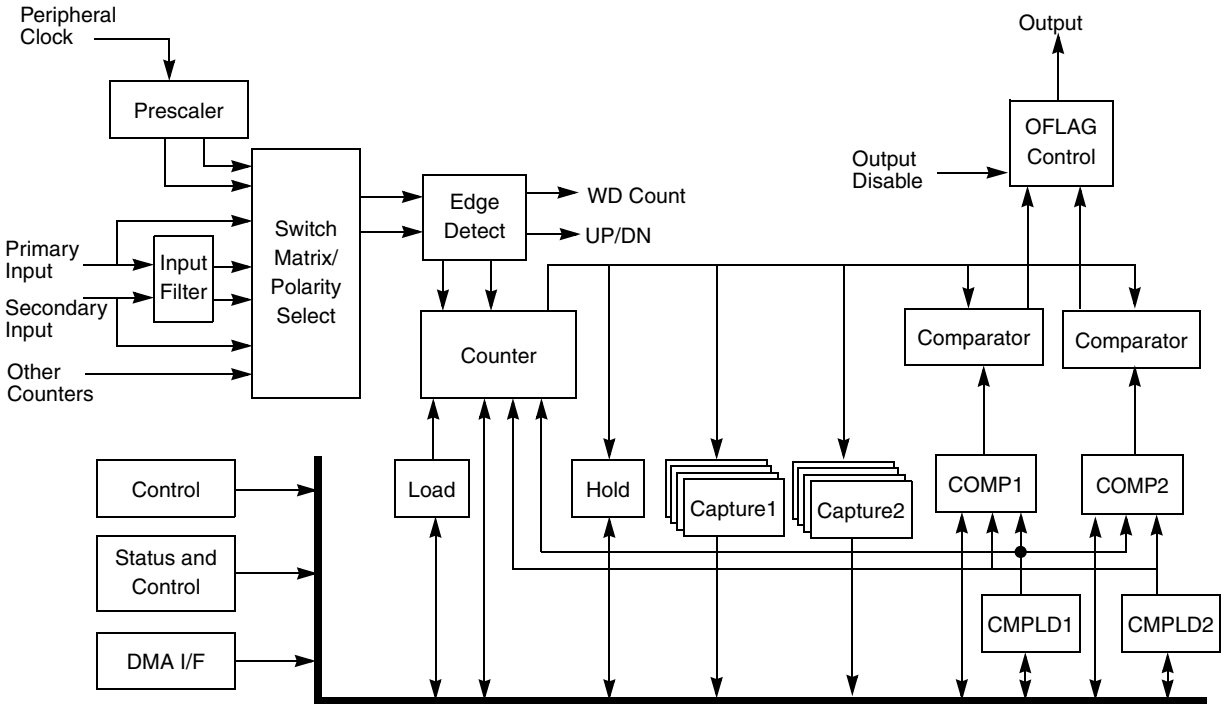 Peripheral
Clock
Output
Prescaler
OFLAG
Control
Output
Disable
Edge
Detect
WD Count
UP/DN
Switch
Matrix/
Polarity
Select
Primary
Input
Input
Filter
Secondary
Input
Other
Counters
Counter
Comparator
Comparator
Control
Load
Hold
Capture1
Capture2
COMP1
COMP2
Status and
Control
CMPLD1
CMPLD2
DMA I/F